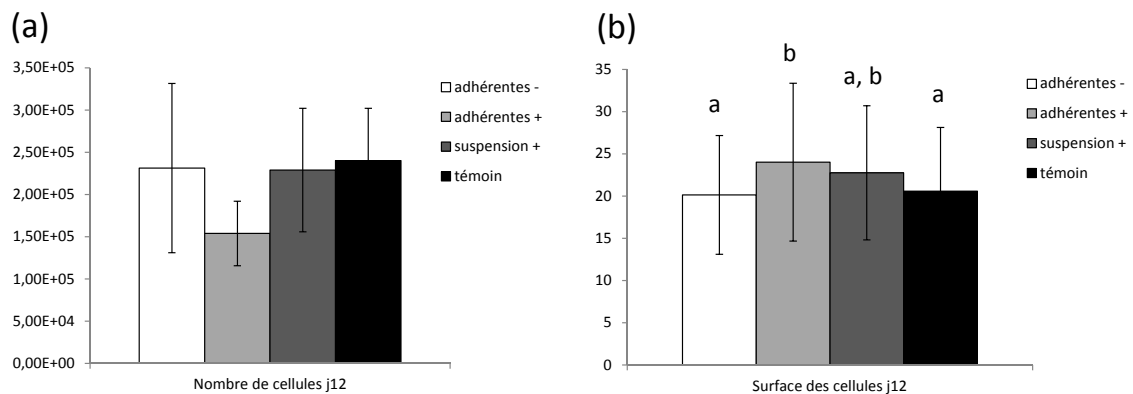 (a)
3,50E+05
3,00E+05
2,50E+05
2,00E+05
1,50E+05
1,00E+05
5,00E+04
0,00E+00
Nombre de cellules j12
adhérentes -
adhérentes +
suspension +
témoin
(b)
35
30
25
20
15
10
5
0
a
b
a, b
a
Surface des cellules j12
adhérentes -
adhérentes +
suspension +
témoin